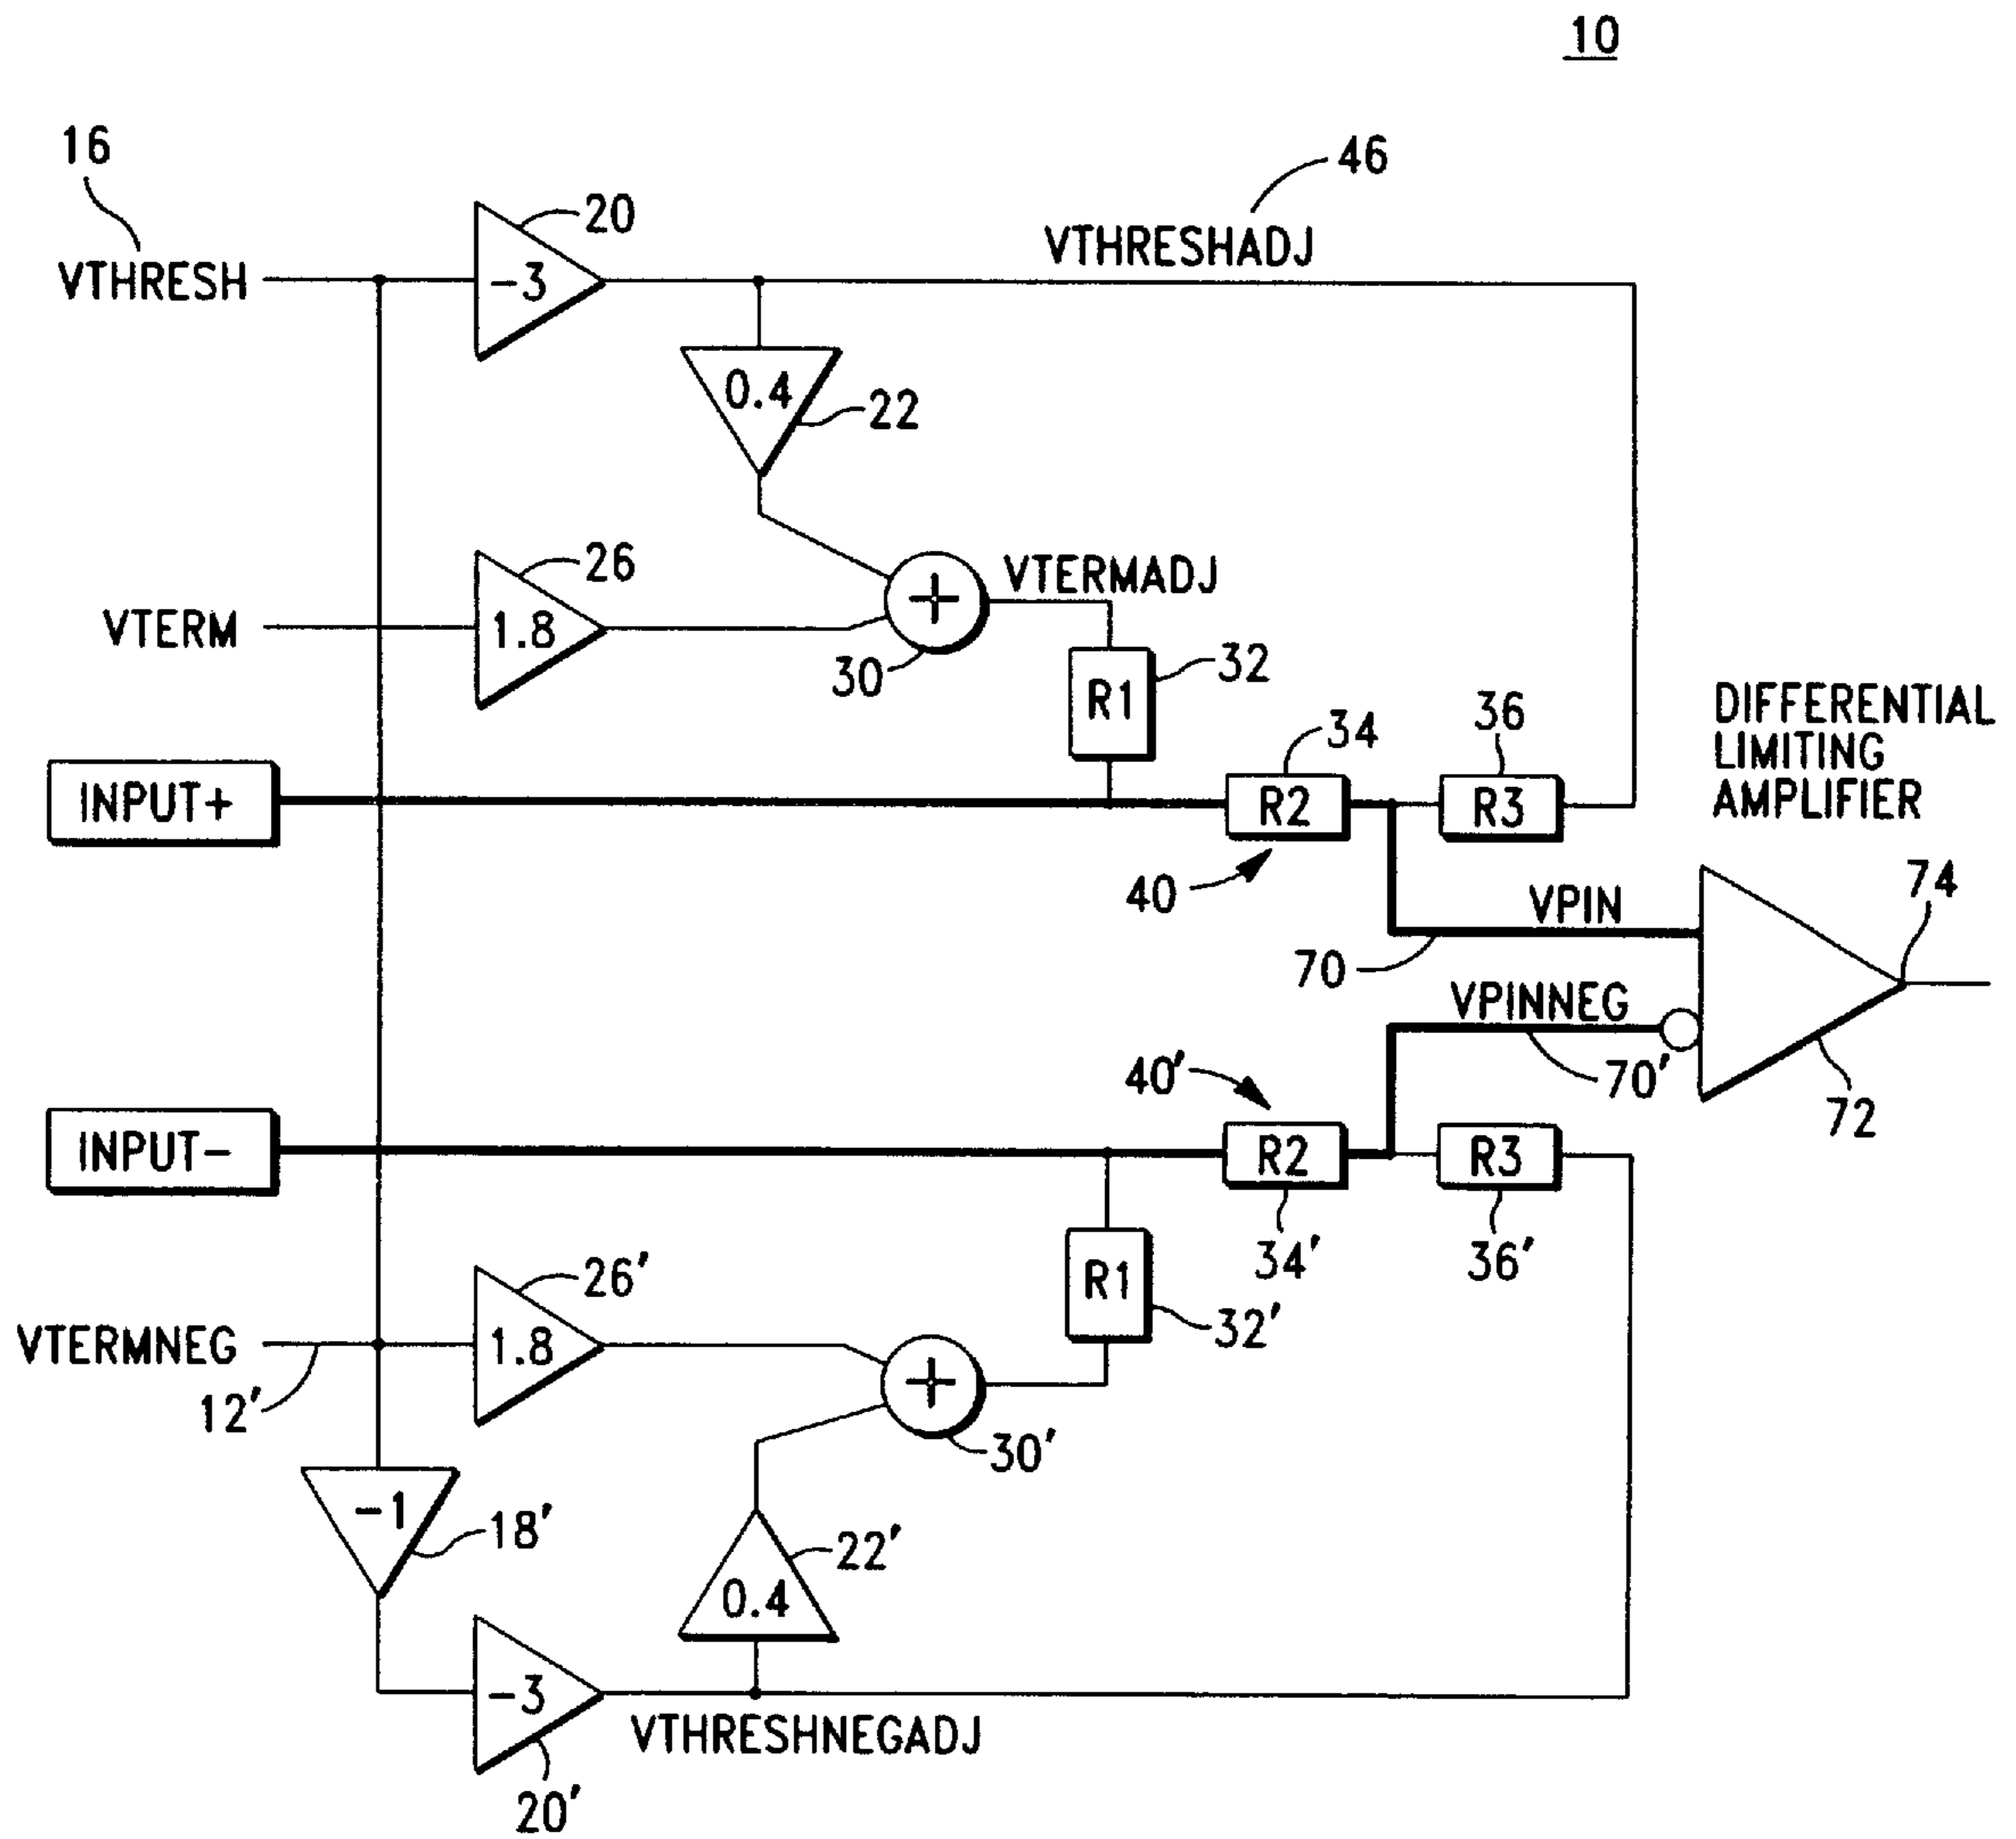 10
16
20
46
VTHRESH
-3
VTHRESHADJ
0.4
22
26
VTERM
1.8
+
VTERMADJ
30
R1
32
INPUT+
34
R2
36
R3
40
DIFFERENTIAL
LIMITING
AMPLIFIER
VPIN
74
70
VPINNEG
70'
72
40'
INPUT-
R2
R3
34'
36'
R1
32'
26'
VTERMNEG
1.8
12'
+
30'
-1
18'
22'
0.4
-3
VTHRESHNEGADJ
20'